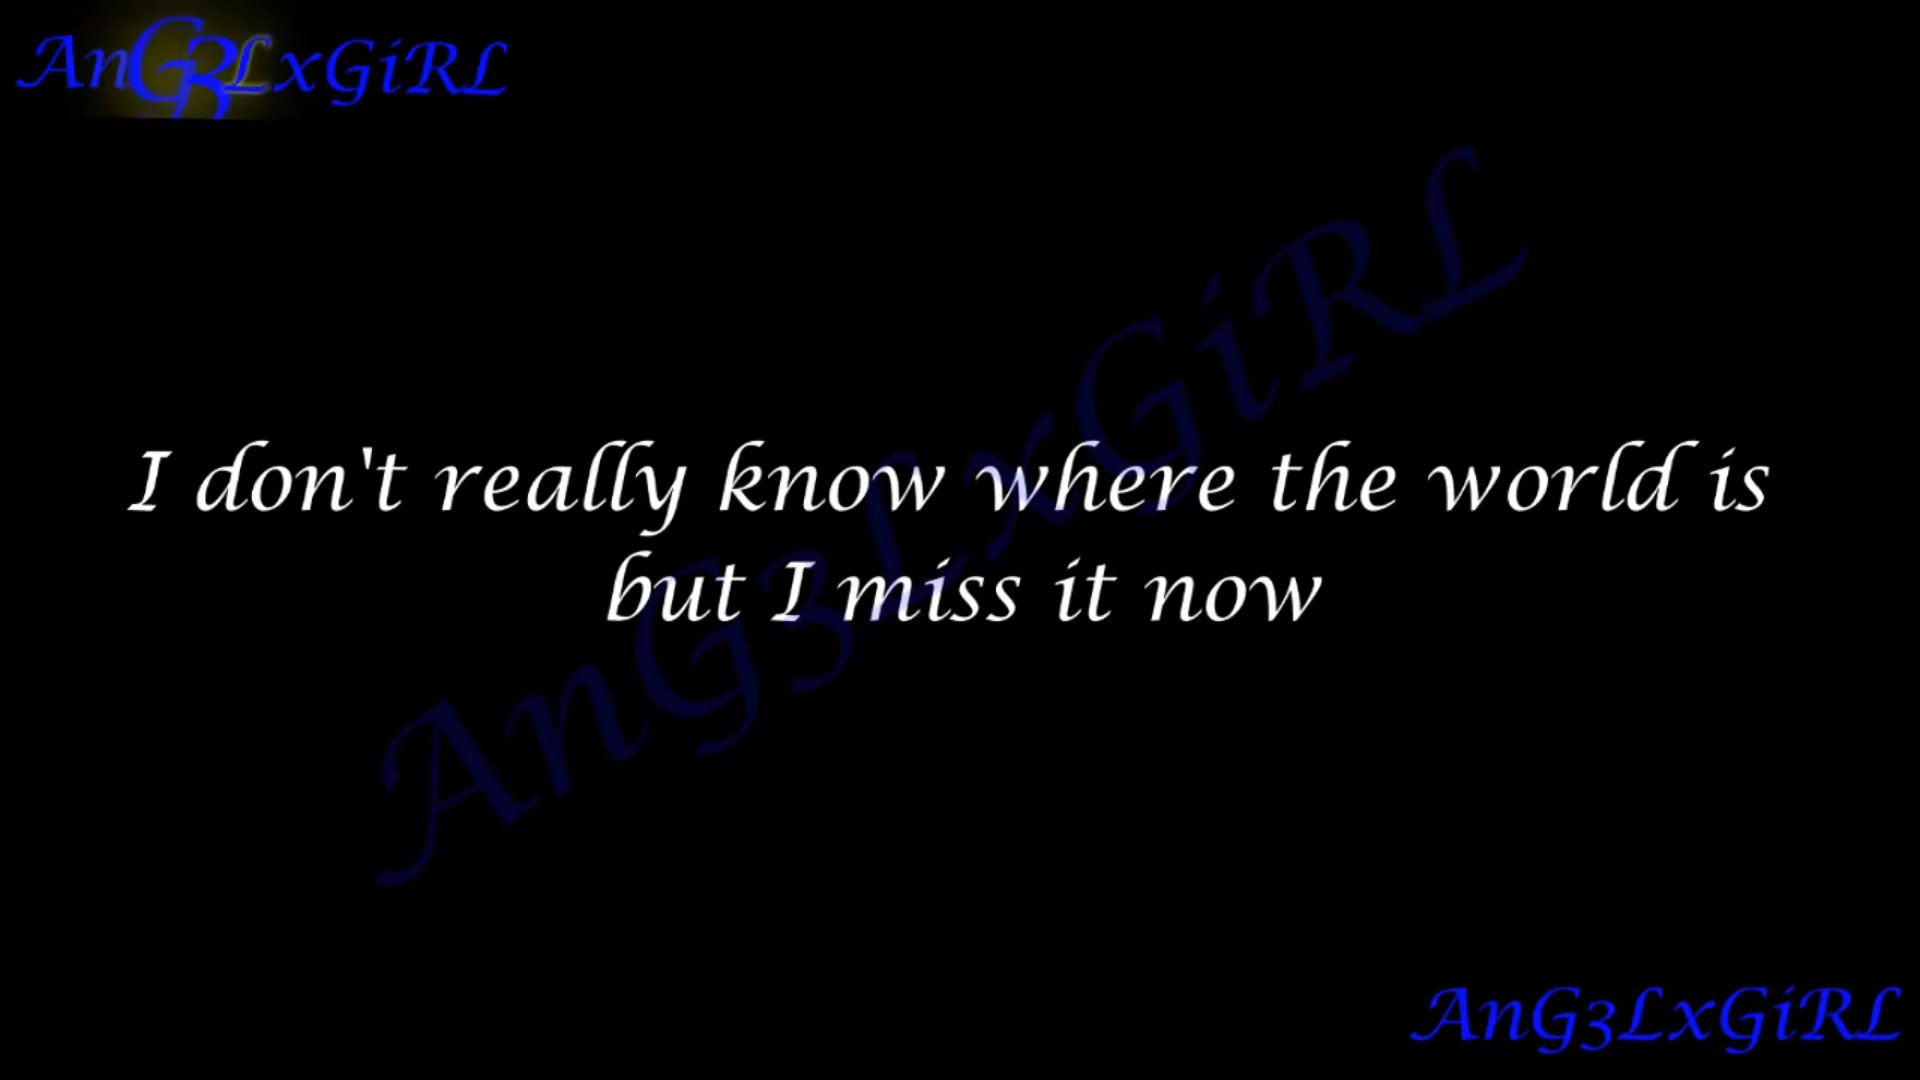 AnG3LxGiRL
I don't really know where the world is
but I miss it now
AnG3LxGiRL
AnG3LxGiRL